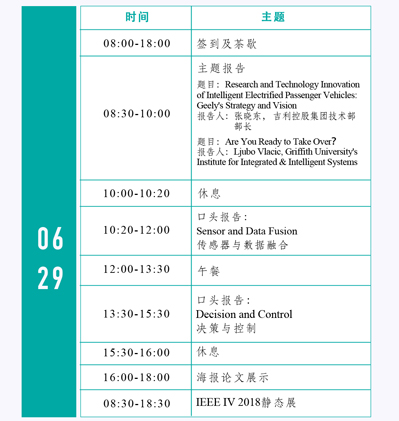 时间 主题
08:00-18:00 签到及茶歇
主题报告
题目：Research and Technology Innovation
of Intelligent Electrified Passenger Vehicles:
Geely's Strategy and Vision
08:30-10:00
报告人：张晓东，吉利控股集团技术部
部长
题目：Are You Ready to Take Over?
报告人：Ljubo Vlacic, Griffith University's
Institute for Integrated & Intelligent Systems
10:00-10:20 休息
06
29
口头报告：
10:20-12:00 Sensor and Data Fusion
传感器与数据融合
12:00-13:30 午餐
口头报告：
13:30-15:30 Decision and Control
决策与控制
15:30-16:00 休息
16:00-18:00 海报论文展示
08:30-18:30 IEEE IV 2018静态展